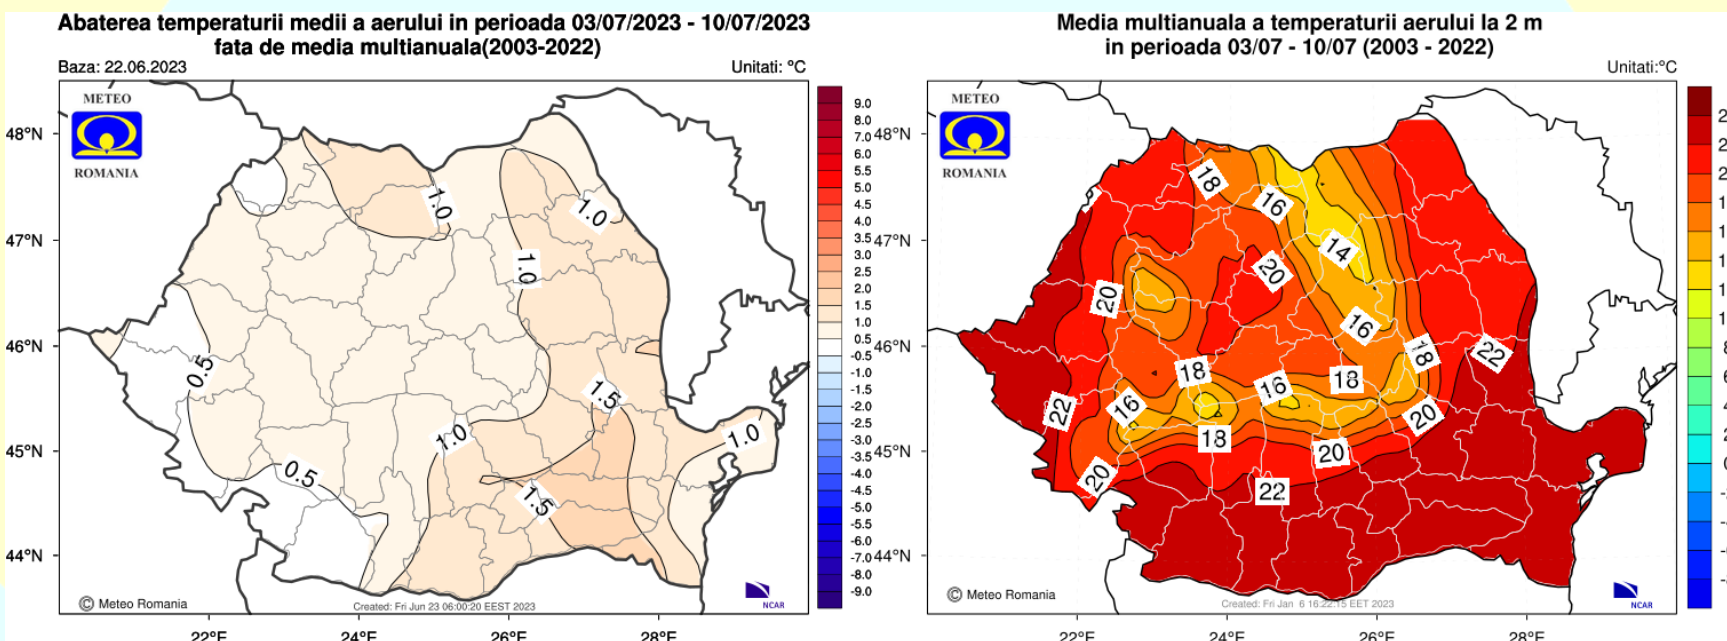 Abaterea temperaturii medii a aerului in perioada 03/07/2023 - 10/07/2023
fata de media multianuala(2003-2022)
Baza: 22.06.2023
Unitati: °C
METEO
ROMANIA
48°N
47°N
46°N
45°N
44°N
22°E
24°E
26°E
28°E
1.0
1.0
1.0
0.5
1.5
1.0
1.0
0.5
1.5
9.0
8.0
7.0
6.0
5.5
5.0
4.5
4.0
3.5
3.0
2.5
2.0
1.5
1.0
0.5
-0.5
-1.0
-1.5
-2.0
-2.5
-3.0
-3.5
-4.0
-4.5
-5.0
-5.5
-6.0
-7.0
-8.0
-9.0
© Meteo Romania
Created: Fri Jun 23 06:00:20 EEST 2023
NCAR
Media multianuala a temperaturii aerului la 2 m
in perioada 03/07 - 10/07 (2003 - 2022)
Unitati:°C
METEO
ROMANIA
48°N
47°N
46°N
45°N
44°N
22°E
24°E
26°E
28°E
18
16
14
20
20
16
18
22
18
16
18
16
22
20
18
20
20
22
© Meteo Romania
Created: Fri Jan 6 16:22:15 EET 2023
NCAR